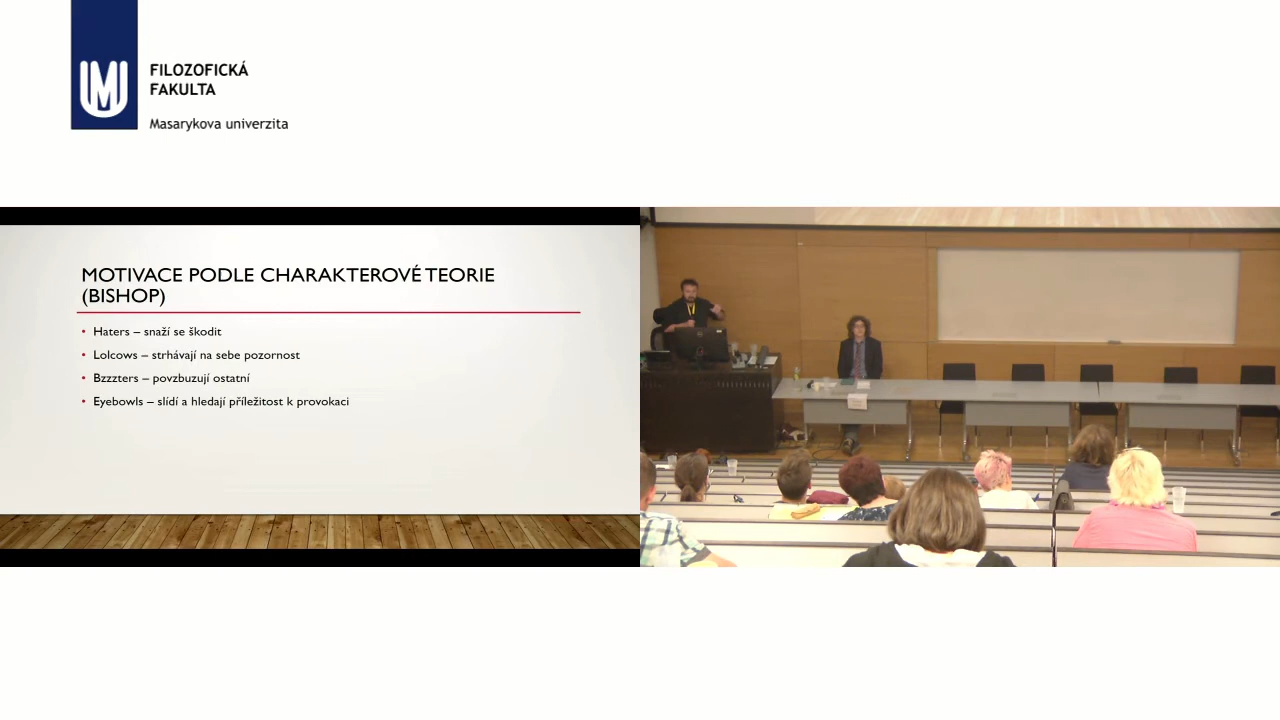 FILOZOFICKÁ
FAKULTA
Masarykova univerzita
MOTIVACE PODLE CHARAKTEROVÉ TEORIE
(BISHOP)
• Haters – snaží se škodit
• Lolcows – strhávají na sebe pozornost
• Bzzzters – povzbuzují ostatní
• Eyebowls – slídí a hledají příležitost k provokaci